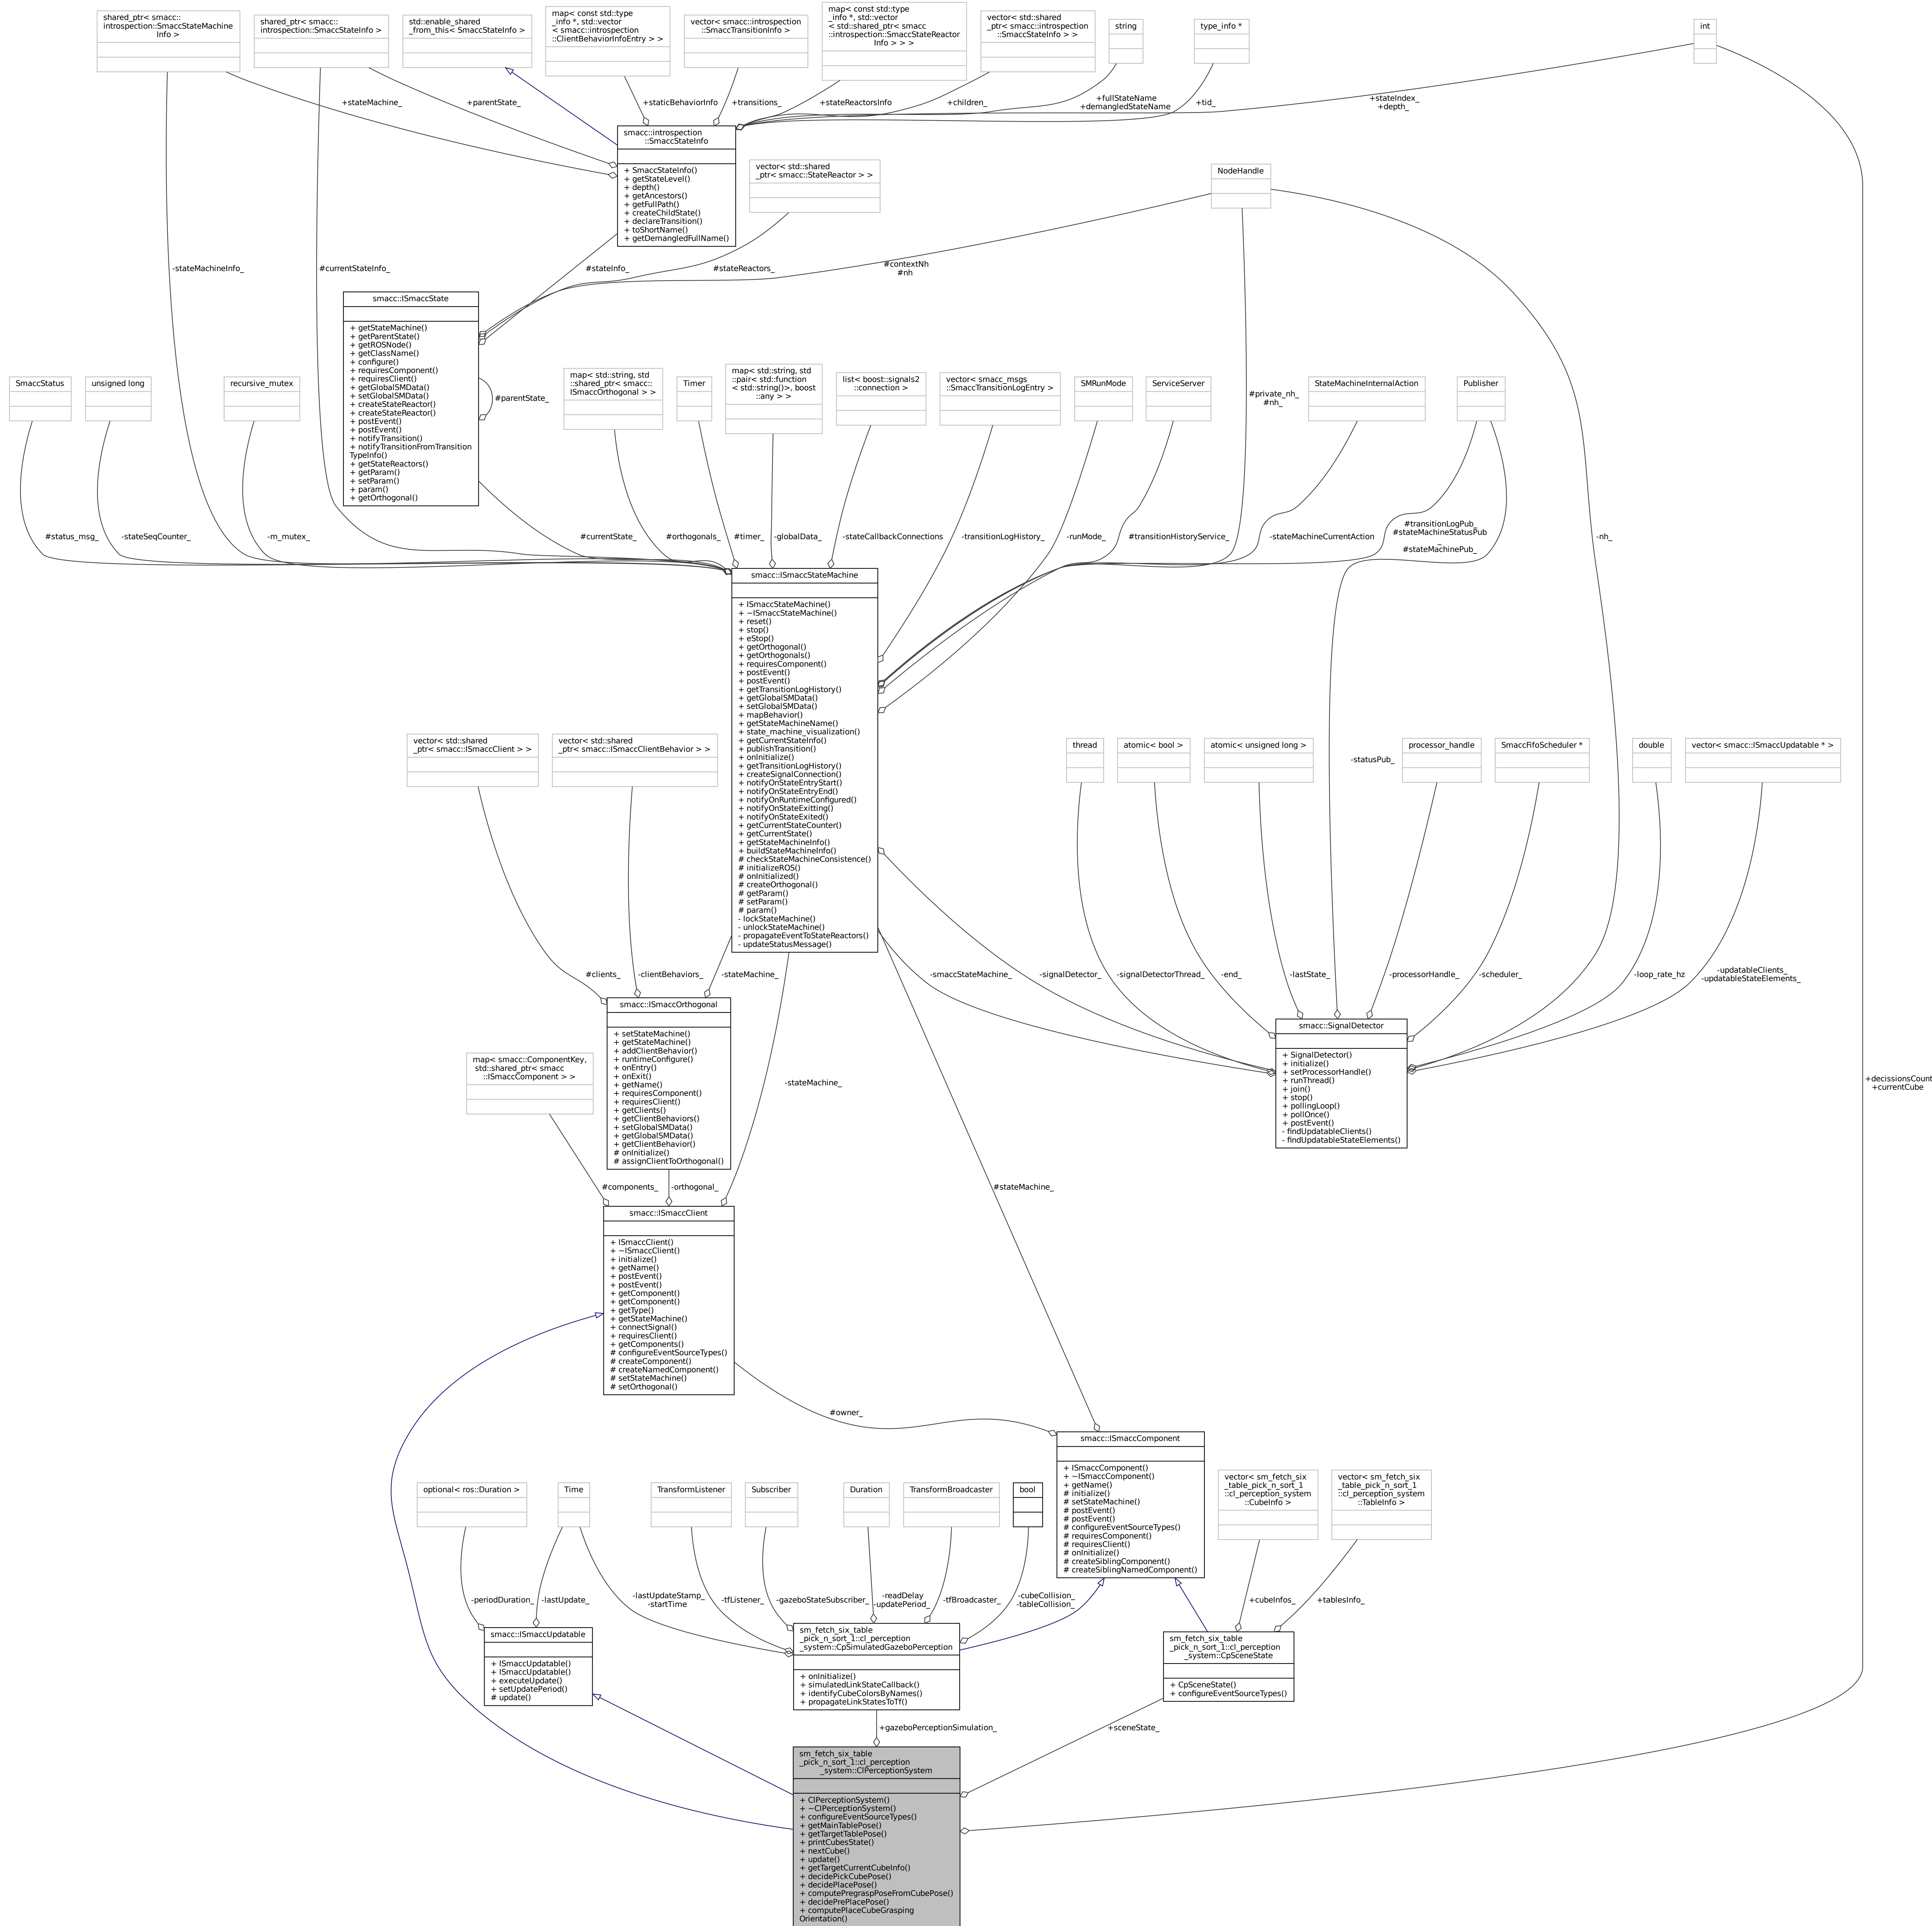 shared_ptr< smacc::
introspection::SmaccStateMachine
Info >
shared_ptr< smacc::
introspection::SmaccStateInfo >
std::enable_shared
_from_this< SmaccStateInfo >
map< const std::type
_info *, std::vector
< smacc::introspection
::ClientBehaviorInfoEntry > >
vector< smacc::introspection
::SmaccTransitionInfo >
map< const std::type
_info *, std::vector
< std::shared_ptr< smacc
::introspection::SmaccStateReactor
Info > > >
vector< std::shared
_ptr< smacc::introspection
::SmaccStateInfo > >
string
type_info *
int
+stateMachine_
+parentState_
+staticBehaviorInfo
+transitions_
+stateReactorsInfo
+children_
+fullStateName
+demangledStateName
+tid_
+stateIndex_
+depth_
smacc::introspection
::SmaccStateInfo
+ SmaccStateInfo()
+ getStateLevel()
+ depth()
+ getAncestors()
+ getFullPath()
+ createChildState()
+ declareTransition()
+ toShortName()
+ getDemangledFullName()
vector< std::shared
_ptr< smacc::StateReactor > >
NodeHandle
-stateMachineInfo_
#currentStateInfo_
#stateInfo_
#stateReactors_
#contextNh
#nh
smacc::ISmaccState
+ getStateMachine()
+ getParentState()
+ getROSNode()
+ getClassName()
+ configure()
+ requiresComponent()
+ requiresClient()
+ getGlobalSMData()
+ setGlobalSMData()
+ createStateReactor()
+ createStateReactor()
+ postEvent()
+ postEvent()
+ notifyTransition()
+ notifyTransitionFromTransition
TypeInfo()
+ getStateReactors()
+ getParam()
+ setParam()
+ param()
+ getOrthogonal()
#parentState_
SmaccStatus
unsigned long
recursive_mutex
map< std::string, std
::shared_ptr< smacc::
ISmaccOrthogonal > >
Timer
map< std::string, std
::pair< std::function
< std::string()>, boost
::any > >
list< boost::signals2
::connection >
vector< smacc_msgs
::SmaccTransitionLogEntry >
SMRunMode
ServiceServer
#private_nh_
#nh_
StateMachineInternalAction
Publisher
#status_msg_
-stateSeqCounter_
-m_mutex_
#currentState_
#orthogonals_
#timer_
-globalData_
-stateCallbackConnections
-transitionLogHistory_
-runMode_
#transitionHistoryService_
-stateMachineCurrentAction
#transitionLogPub_
#stateMachineStatusPub
_
#stateMachinePub_
-nh_
smacc::ISmaccStateMachine
+ ISmaccStateMachine()
+ ~ISmaccStateMachine()
+ reset()
+ stop()
+ eStop()
+ getOrthogonal()
+ getOrthogonals()
+ requiresComponent()
+ postEvent()
+ postEvent()
+ getTransitionLogHistory()
+ getGlobalSMData()
+ setGlobalSMData()
+ mapBehavior()
+ getStateMachineName()
+ state_machine_visualization()
+ getCurrentStateInfo()
+ publishTransition()
+ onInitialize()
+ getTransitionLogHistory()
+ createSignalConnection()
+ notifyOnStateEntryStart()
+ notifyOnStateEntryEnd()
+ notifyOnRuntimeConfigured()
+ notifyOnStateExitting()
+ notifyOnStateExited()
+ getCurrentStateCounter()
+ getCurrentState()
+ getStateMachineInfo()
+ buildStateMachineInfo()
# checkStateMachineConsistence()
# initializeROS()
# onInitialized()
# createOrthogonal()
# getParam()
# setParam()
# param()
- lockStateMachine()
- unlockStateMachine()
- propagateEventToStateReactors()
- updateStatusMessage()
vector< std::shared
_ptr< smacc::ISmaccClient > >
vector< std::shared
_ptr< smacc::ISmaccClientBehavior > >
thread
atomic< bool >
atomic< unsigned long >
-statusPub_
processor_handle
SmaccFifoScheduler *
double
vector< smacc::ISmaccUpdatable * >
#clients_
-clientBehaviors_
-stateMachine_
-smaccStateMachine_
-signalDetector_
-signalDetectorThread_
-end_
-lastState_
-processorHandle_
-scheduler_
-loop_rate_hz
-updatableClients_
-updatableStateElements_
smacc::ISmaccOrthogonal
+ setStateMachine()
+ getStateMachine()
+ addClientBehavior()
+ runtimeConfigure()
+ onEntry()
+ onExit()
+ getName()
+ requiresComponent()
+ requiresClient()
+ getClients()
+ getClientBehaviors()
+ setGlobalSMData()
+ getGlobalSMData()
+ getClientBehavior()
# onInitialize()
# assignClientToOrthogonal()
smacc::SignalDetector
+ SignalDetector()
+ initialize()
+ setProcessorHandle()
+ runThread()
+ join()
+ stop()
+ pollingLoop()
+ pollOnce()
+ postEvent()
- findUpdatableClients()
- findUpdatableStateElements()
map< smacc::ComponentKey,
std::shared_ptr< smacc
::ISmaccComponent > >
-stateMachine_
+decissionsCount
+currentCube
#components_
-orthogonal_
#stateMachine_
smacc::ISmaccClient
+ ISmaccClient()
+ ~ISmaccClient()
+ initialize()
+ getName()
+ postEvent()
+ postEvent()
+ getComponent()
+ getComponent()
+ getType()
+ getStateMachine()
+ connectSignal()
+ requiresClient()
+ getComponents()
# configureEventSourceTypes()
# createComponent()
# createNamedComponent()
# setStateMachine()
# setOrthogonal()
#owner_
smacc::ISmaccComponent
+ ISmaccComponent()
+ ~ISmaccComponent()
+ getName()
# initialize()
# setStateMachine()
# postEvent()
# postEvent()
# configureEventSourceTypes()
# requiresComponent()
# requiresClient()
# onInitialize()
# createSiblingComponent()
# createSiblingNamedComponent()
optional< ros::Duration >
Time
TransformListener
Subscriber
Duration
TransformBroadcaster
bool
vector< sm_fetch_six
_table_pick_n_sort_1
::cl_perception_system
::CubeInfo >
vector< sm_fetch_six
_table_pick_n_sort_1
::cl_perception_system
::TableInfo >
-periodDuration_
-lastUpdate_
-lastUpdateStamp_
-startTime
-tfListener_
-gazeboStateSubscriber_
-readDelay
-updatePeriod_
-tfBroadcaster_
-cubeCollision_
-tableCollision_
+cubeInfos_
+tablesInfo_
smacc::ISmaccUpdatable
+ ISmaccUpdatable()
+ ISmaccUpdatable()
+ executeUpdate()
+ setUpdatePeriod()
# update()
sm_fetch_six_table
_pick_n_sort_1::cl_perception
_system::CpSimulatedGazeboPerception
+ onInitialize()
+ simulatedLinkStateCallback()
+ identifyCubeColorsByNames()
+ propagateLinkStatesToTf()
sm_fetch_six_table
_pick_n_sort_1::cl_perception
_system::CpSceneState
+ CpSceneState()
+ configureEventSourceTypes()
+gazeboPerceptionSimulation_
+sceneState_
sm_fetch_six_table
_pick_n_sort_1::cl_perception
_system::ClPerceptionSystem
+ ClPerceptionSystem()
+ ~ClPerceptionSystem()
+ configureEventSourceTypes()
+ getMainTablePose()
+ getTargetTablePose()
+ printCubesState()
+ nextCube()
+ update()
+ getTargetCurrentCubeInfo()
+ decidePickCubePose()
+ decidePlacePose()
+ computePregraspPoseFromCubePose()
+ decidePrePlacePose()
+ computePlaceCubeGrasping
Orientation()